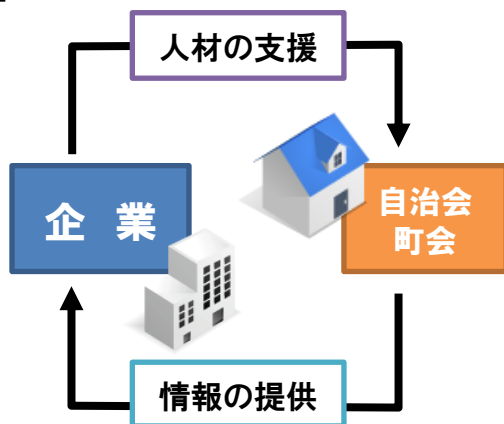 人材の支援
企 業
自治会
町会
情報の提供